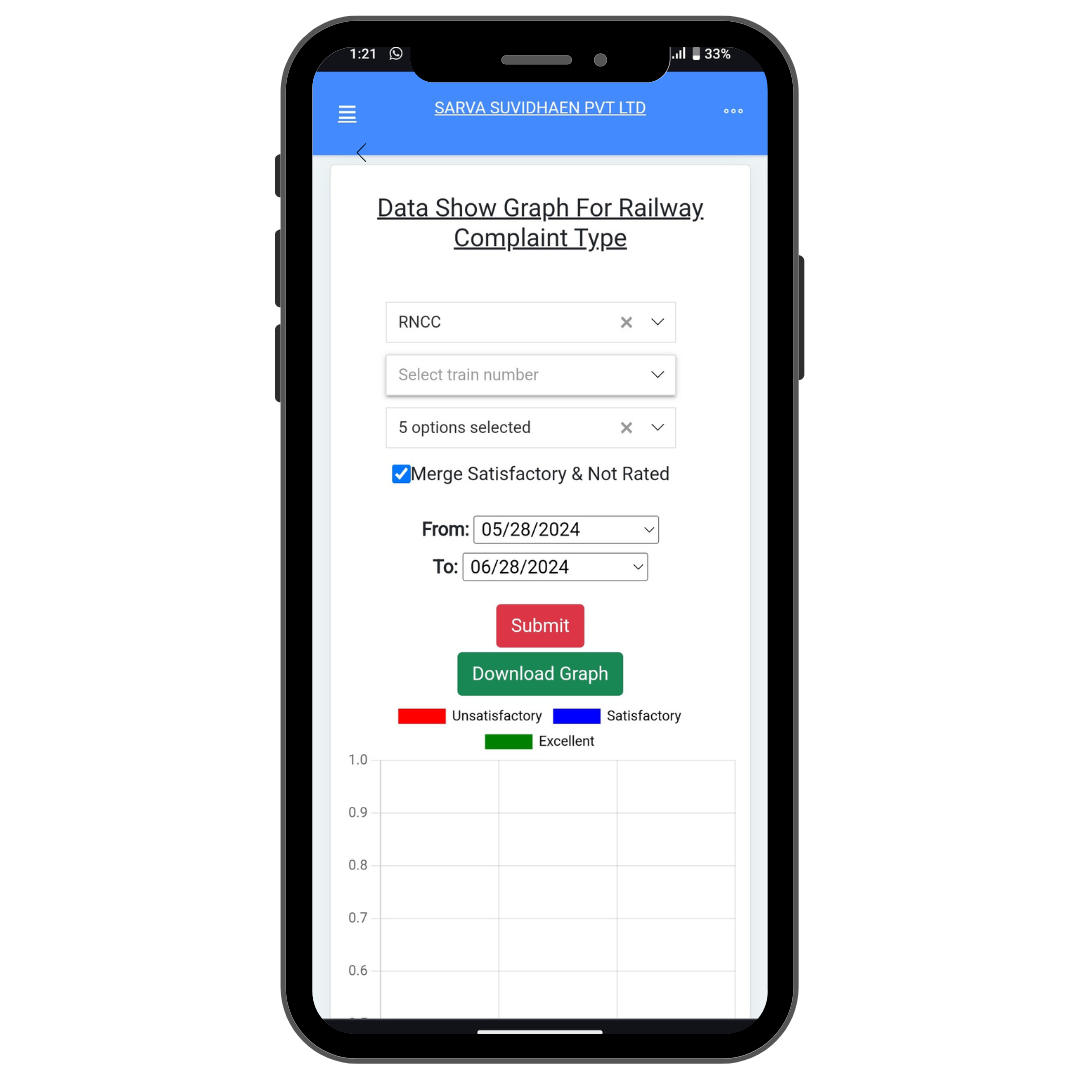 1:21 33%
SARVA SUVIDHAEN PVT LTD
Data Show Graph For Railway
Complaint Type
RNCC
Select train number
5 options selected
Merge Satisfactory & Not Rated
From: 05/28/2024
To: 06/28/2024
Submit
Download Graph
Unsatisfactory Satisfactory
Excellent
1.0
0.9
0.8
0.7
0.6